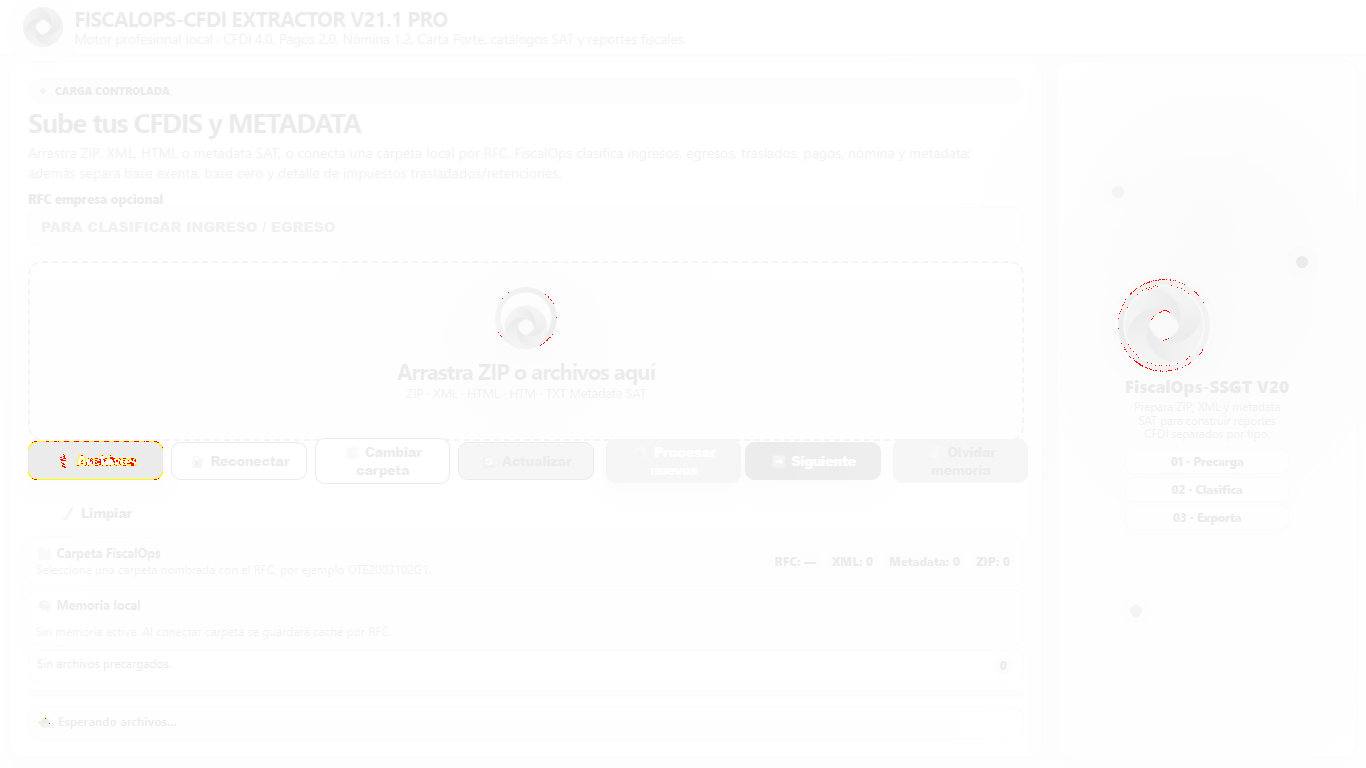 FISCALOPS-CFDI EXTRACTOR V21.1 PRO
Motor profesional local · CFDI 4.0, Pagos 2.0, Nómina 1.2, Carta Porte, catálogos SAT y reportes fiscales.
CARGA CONTROLADA
Sube tus CFDIS y METADATA
Arrastra ZIP, XML, HTML o metadata SAT, o conecta una carpeta local por RFC. FiscalOps clasifica ingresos, egresos, traslados, pagos, nómina y metadata;
además separa base exenta, base cero y detalle de impuestos trasladados/retenciones.
RFC empresa opcional
PARA CLASIFICAR INGRESO / EGRESO
Arrastra ZIP o archivos aquí
ZIP · XML · HTML · HTM · TXT Metadata SAT
Archivos
Reconectar
Cambiar
carpeta
Actualizar
Procesar
nuevos
Siguiente
Olvidar
memoria
Limpiar
Carpeta FiscalOps
Selecciona una carpeta nombrada con el RFC, por ejemplo OTE2003102G1.
RFC: —
XML: 0
Metadata: 0
ZIP: 0
Memoria local
Sin memoria activa. Al conectar carpeta se guardará caché por RFC.
Sin archivos precargados.
0
Esperando archivos...
FiscalOps-SSGT V20
Prepara ZIP, XML y metadata
SAT para construir reportes
CFDI separados por tipo.
01 · Precarga
02 · Clasifica
03 · Exporta